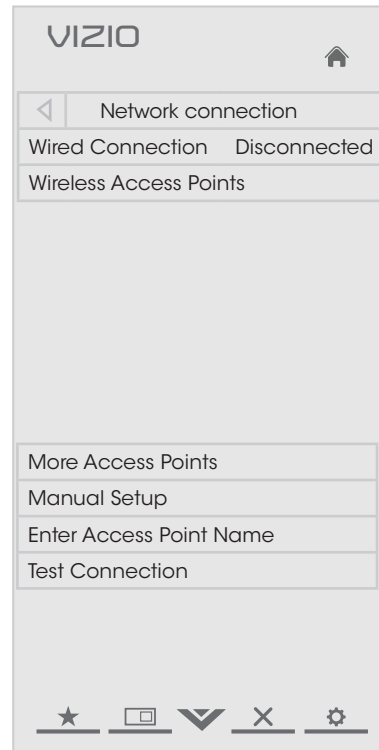 VIZIO
Network connection
Wired Connection Disconnected
Wireless Access Points
More Access Points
Manual Setup
Enter Access Point Name
Test Connection